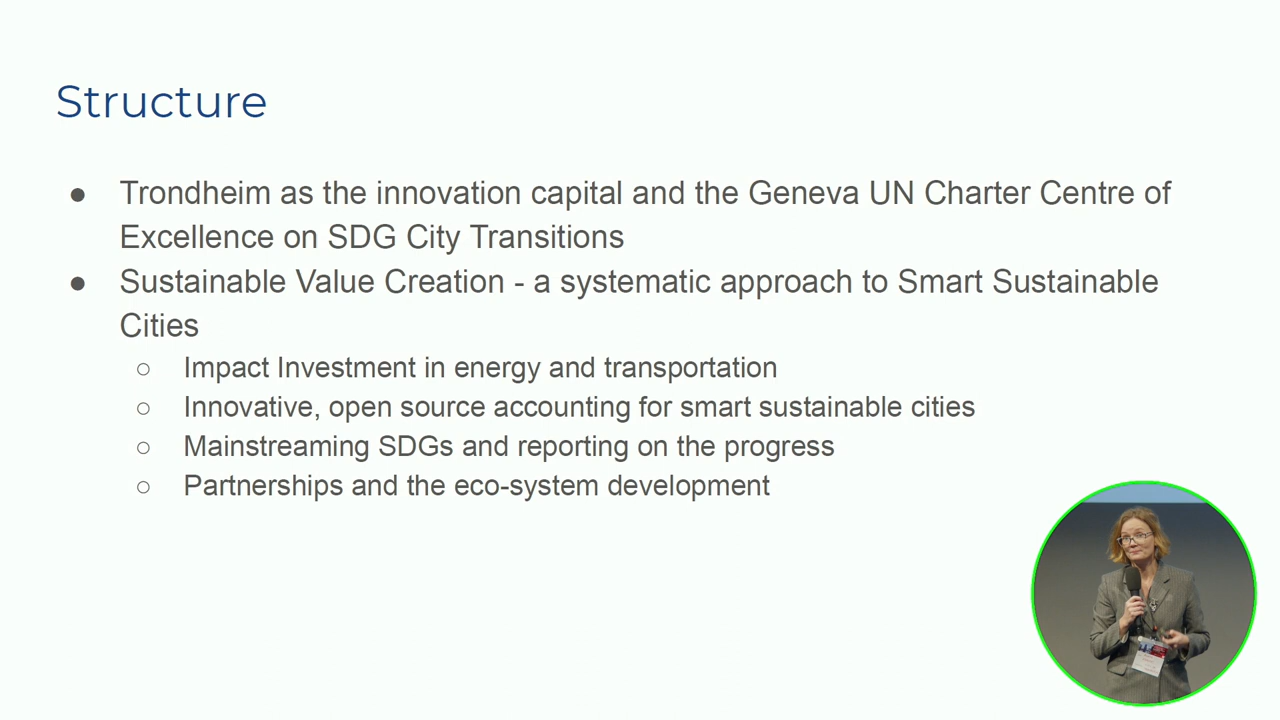 Structure
● Trondheim as the innovation capital and the Geneva UN Charter Centre of
Excellence on SDG City Transitions
● Sustainable Value Creation - a systematic approach to Smart Sustainable
Cities
○ Impact Investment in energy and transportation
○ Innovative, open source accounting for smart sustainable cities
○ Mainstreaming SDGs and reporting on the progress
○ Partnerships and the eco-system development